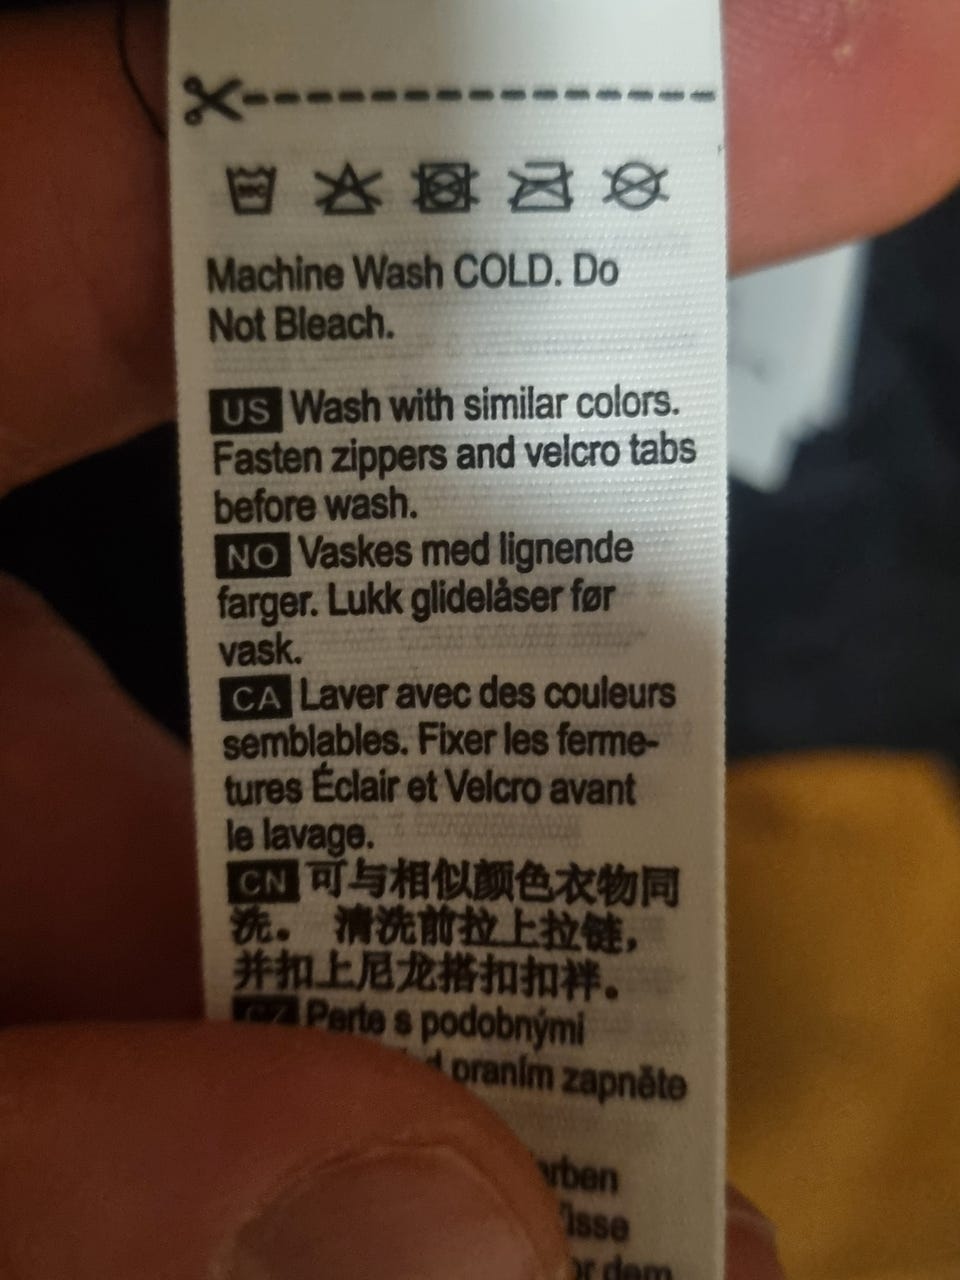 Machine Wash COLD. Do
Not Bleach.
US Wash with similar colors.
Fasten zippers and velcro tabs
before wash.
NO Vaskes med lignende
farger. Lukk glidelåser før
vask.
CA Laver avec des couleurs
semblables. Fixer les ferme-
tures Éclair et Velcro avant
le lavage.
CN 可与相似颜色衣物同
洗。 清洗前拉上拉链，
并扣上尼龙搭扣扣袢。
CZ Perte s podobnými
praním zapněte
dem